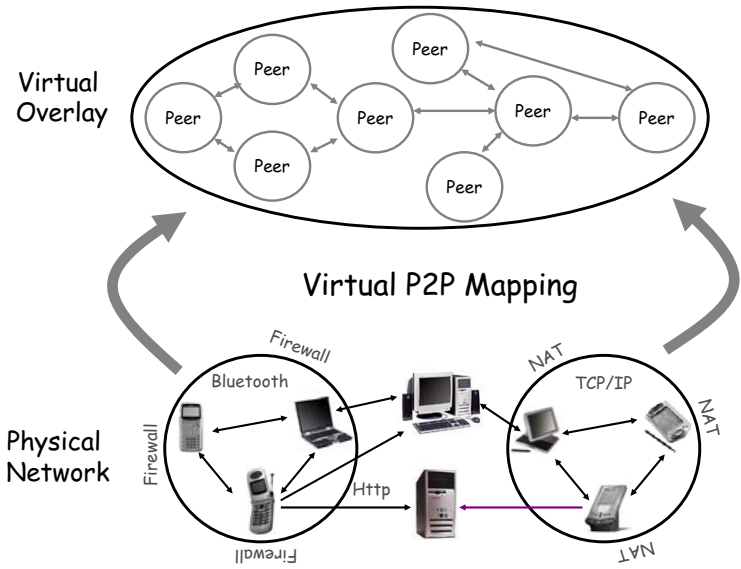 Virtual
Overlay
Peer
Peer
Peer
Peer
Peer
Peer
Peer
Peer
Virtual P2P Mapping
Physical
Network
Firewall
Bluetooth
Firewall
Firewall
Http
NAT
TCP/IP
NAT
NAT